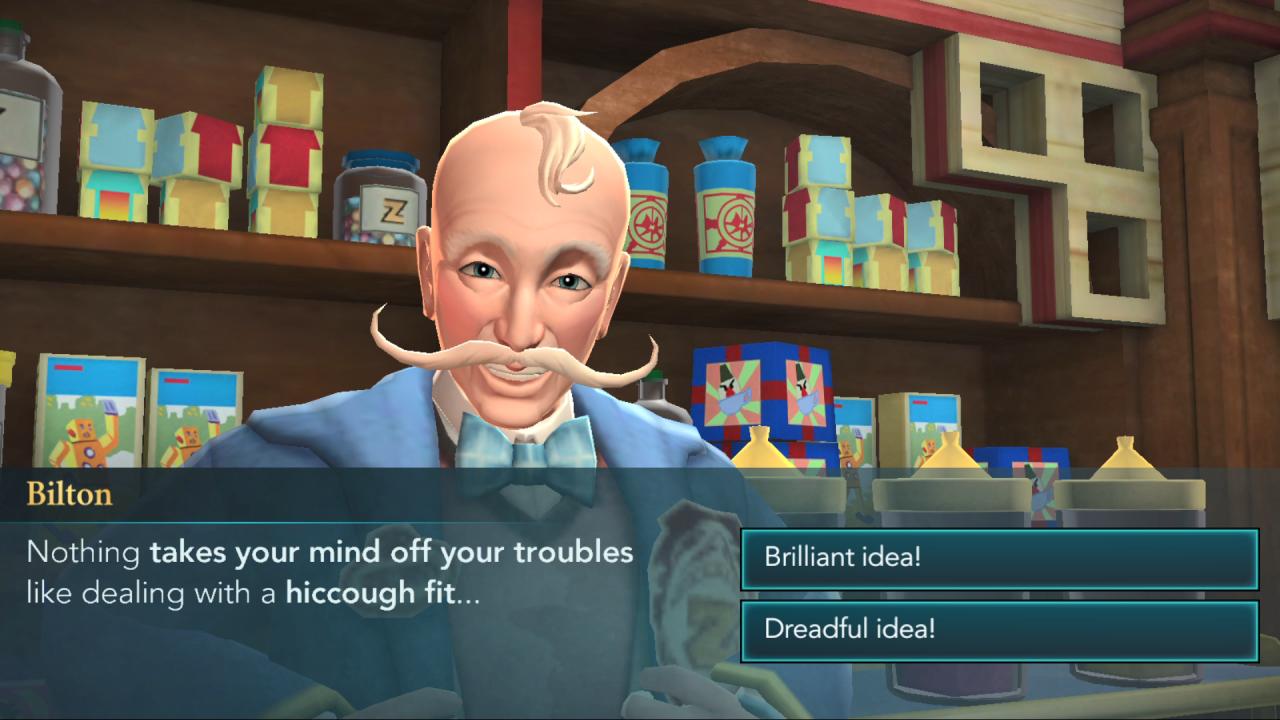 Z
Bilton
Nothing takes your mind off your troubles
like dealing with a hiccough fit...
Brilliant idea!
Dreadful idea!